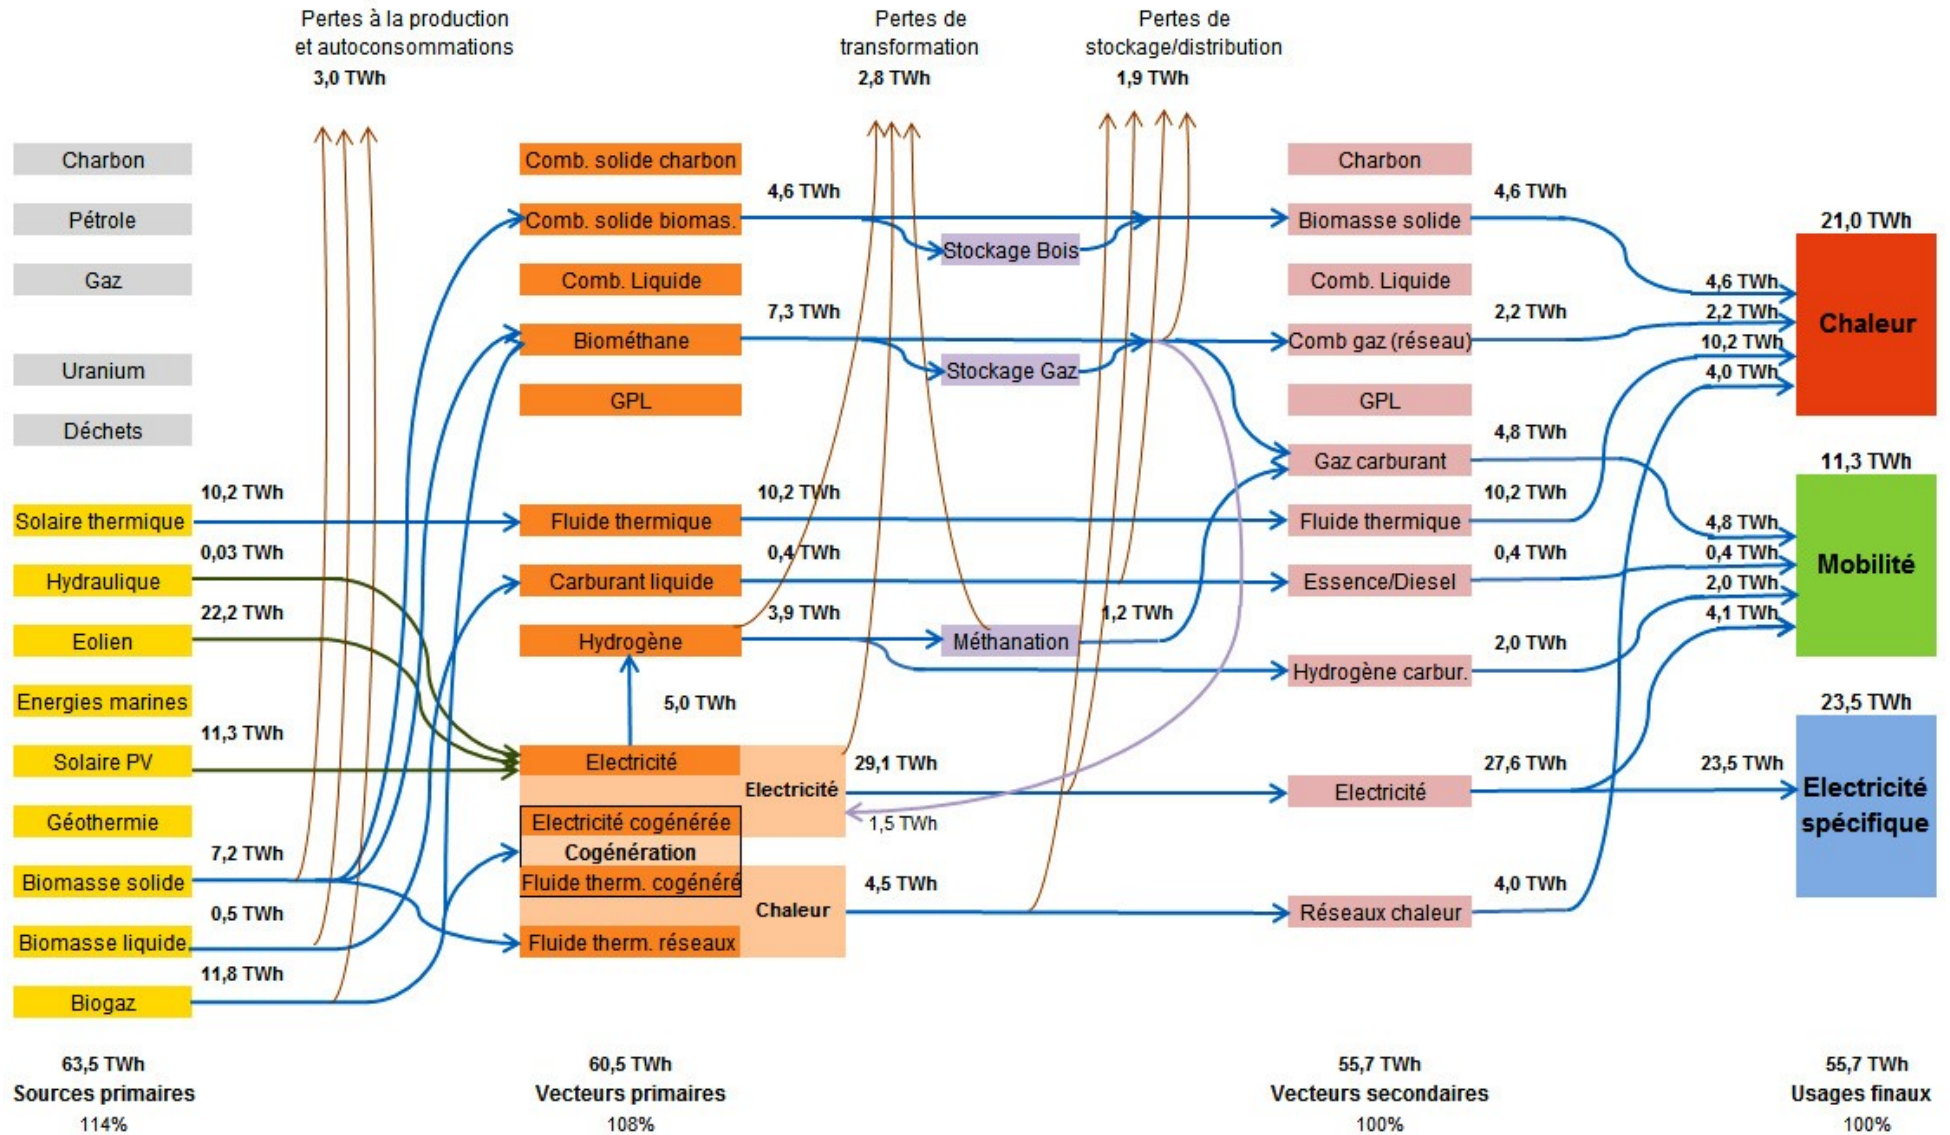 Pertes à la production
et autoconsommations
3,0 TWh
Pertes de
transformation
2,8 TWh
Pertes de
stockage/distribution
1,9 TWh
Charbon
Pétrole
Gaz
Uranium
Déchets
10,2 TWh
Solaire thermique
0,03 TWh
Hydraulique
22,2 TWh
Eolien
Energies marines
11,3 TWh
Solaire PV
Géothermie
7,2 TWh
Biomasse solide
0,5 TWh
Biomasse liquide
11,8 TWh
Biogaz
63,5 TWh
Sources primaires
114%
Comb. solide charbon
4,6 TWh
Comb. solide biomas.
Stockage Bois
Comb. Liquide
7,3 TWh
Biométhane
Stockage Gaz
GPL
10,2 TWh
Fluide thermique
0,4 TWh
Carburant liquide
3,9 TWh
Hydrogène
Méthanation
1,2 TWh
5,0 TWh
Electricité
29,1 TWh
Electricité
1,5 TWh
Electricité cogénérée
Cogénération
Fluide therm. cogénéré
4,5 TWh
Chaleur
Fluide therm. réseaux
60,5 TWh
Vecteurs primaires
108%
Charbon
4,6 TWh
Biomasse solide
Comb. Liquide
2,2 TWh
Comb gaz (réseau)
GPL
4,8 TWh
Gaz carburant
10,2 TWh
Fluide thermique
0,4 TWh
Essence/Diesel
2,0 TWh
Hydrogène carbur.
27,6 TWh
Electricité
4,0 TWh
Réseaux chaleur
55,7 TWh
Vecteurs secondaires
100%
21,0 TWh
4,6 TWh
2,2 TWh
Chaleur
10,2 TWh
4,0 TWh
11,3 TWh
4,8 TWh
0,4 TWh
Mobilité
2,0 TWh
4,1 TWh
23,5 TWh
23,5 TWh
Electricité
spécifique
55,7 TWh
Usages finaux
100%